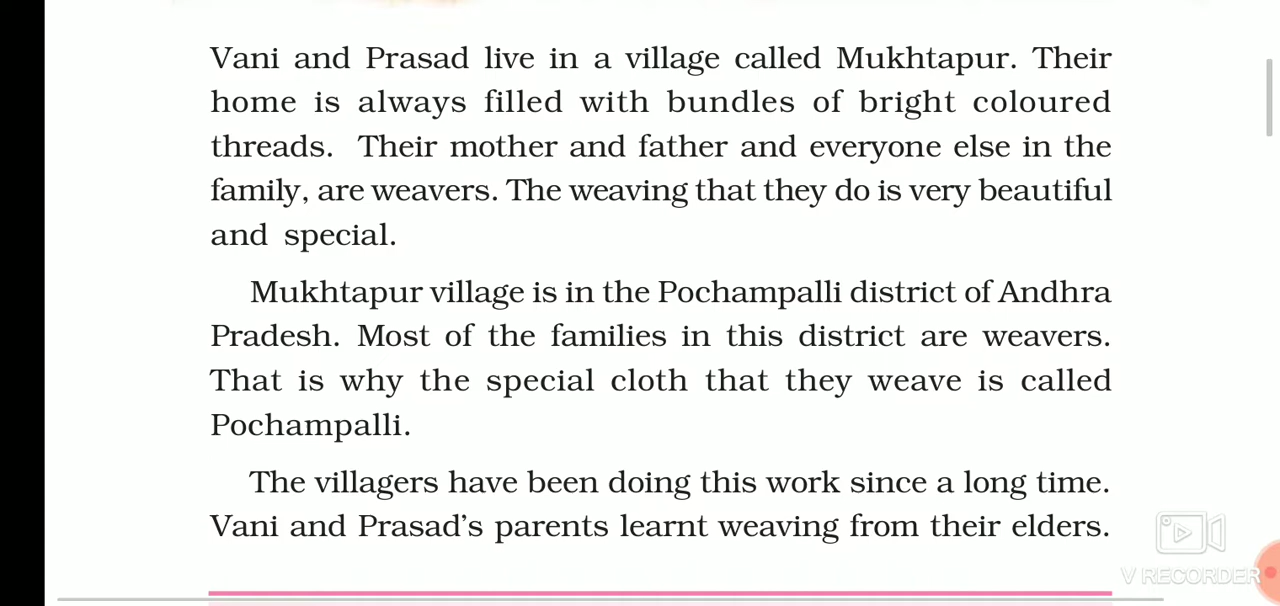 Vani and Prasad live in a village called Mukhtapur. Their
home is always filled with bundles of bright coloured
threads. Their mother and father and everyone else in the
family, are weavers. The weaving that they do is very beautiful
and special.
Mukhtapur village is in the Pochampalli district of Andhra
Pradesh. Most of the families in this district are weavers.
That is why the special cloth that they weave is called
Pochampalli.
The villagers have been doing this work since a long time.
Vani and Prasad's parents learnt weaving from their elders.
V RECORDER